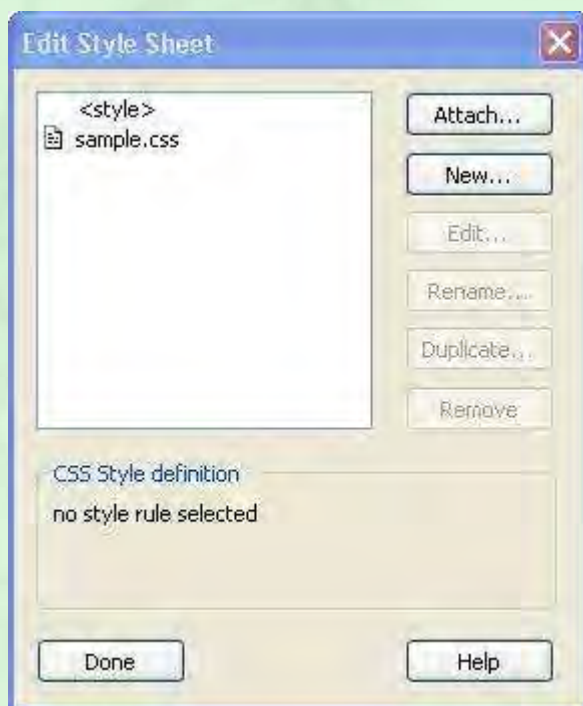 Edit Style Sheet
<style>
sample.css
Attach...
New...
Edit...
Rename...
Duplicate...
Remove
CSS Style definition
no style rule selected
Done
Help